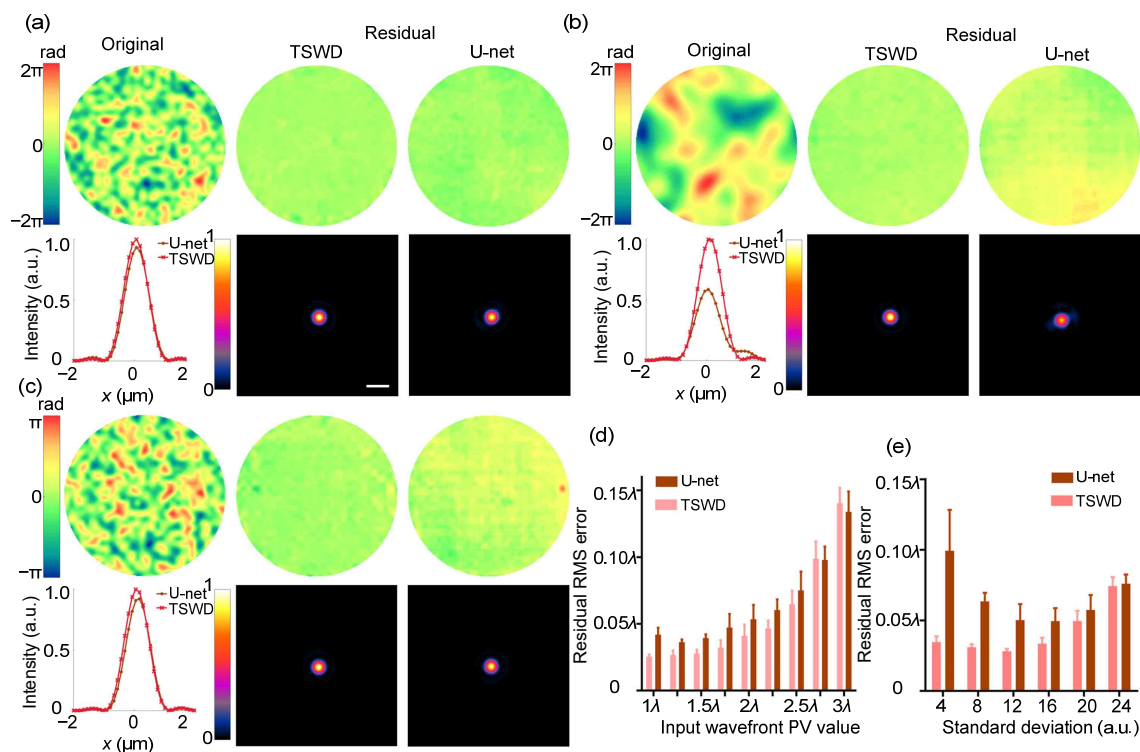 (a)
rad
Original
Residual
TSWD
U-net
2π
0
−2π
1.0
0.5
0
Intensity (a.u.)
U-net
TSWD
−2
0
2
x (µm)
1
0
(b)
rad
Original
Residual
TSWD
U-net
2π
0
−2π
1.0
0.5
0
Intensity (a.u.)
U-net
TSWD
−2
0
2
x (µm)
1
0
(c)
rad
π
0
−π
1.0
0.5
0
Intensity (a.u.)
U-net
TSWD
−2
0
2
x (µm)
1
0
(d)
U-net
TSWD
0.15λ
0.10λ
0.05λ
0
Residual RMS error
1λ 1.5λ 2λ 2.5λ 3λ
Input wavefront PV value
(e)
U-net
TSWD
0.15λ
0.10λ
0.05λ
0
Residual RMS error
4 8 12 16 20 24
Standard deviation (a.u.)